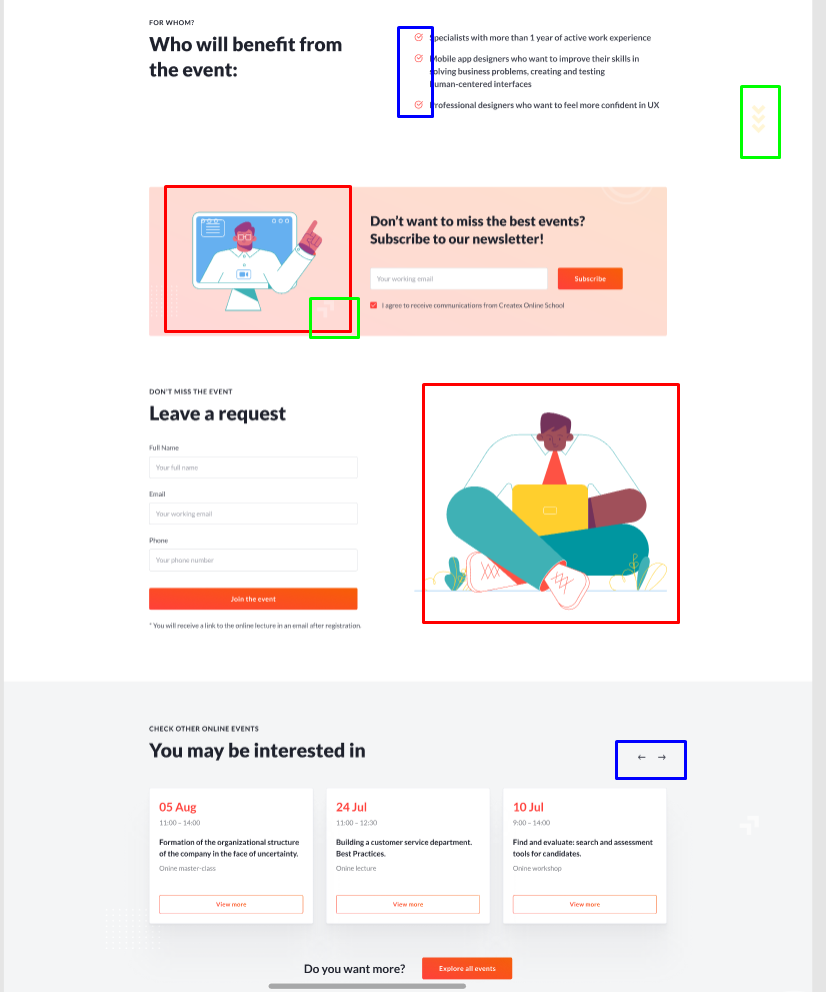 FOR WHOM?
Who will benefit from
the event:
Specialists with more than 1 year of active work experience
Mobile app designers who want to improve their skills in
solving business problems, creating and testing
human-centered interfaces
Professional designers who want to feel more confident in UX
Don't want to miss the best events?
Subscribe to our newsletter!
Your working email
Subscribe
I agree to receive communications from Createx Online School
DON'T MISS THE EVENT
Leave a request
Full Name
Your full name
Email
Your working email
Phone
Your phone number
Join the event
* You will receive a link to the online lecture in an email after registration.
CHECK OTHER ONLINE EVENTS
You may be interested in
← →
05 Aug
11:00 – 14:00
Formation of the organizational structure
of the company in the face of uncertainty.
Onine master-class
View more
24 Jul
11:00 – 12:30
Building a customer service department.
Best Practices.
Onine lecture
View more
10 Jul
9:00 – 14:00
Find and evaluate: search and assessment
tools for candidates.
Onine workshop
View more
Do you want more?
Explore all events